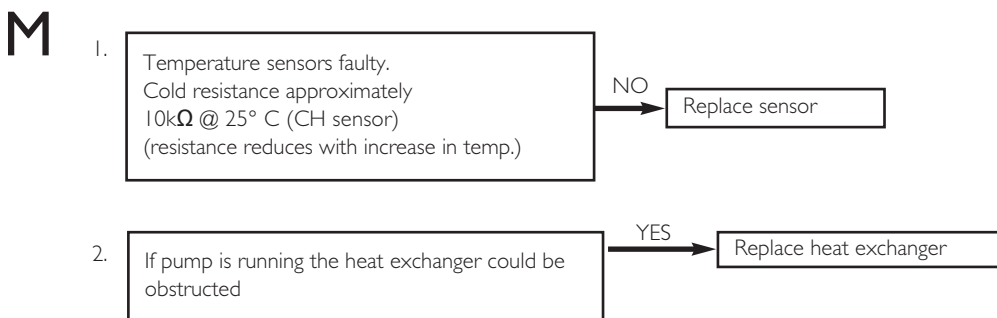 M
1.
Temperature sensors faulty.
Cold resistance approximately
10kΩ @ 25° C (CH sensor)
(resistance reduces with increase in temp.)
NO
Replace sensor
2.
If pump is running the heat exchanger could be
obstructed
YES
Replace heat exchanger